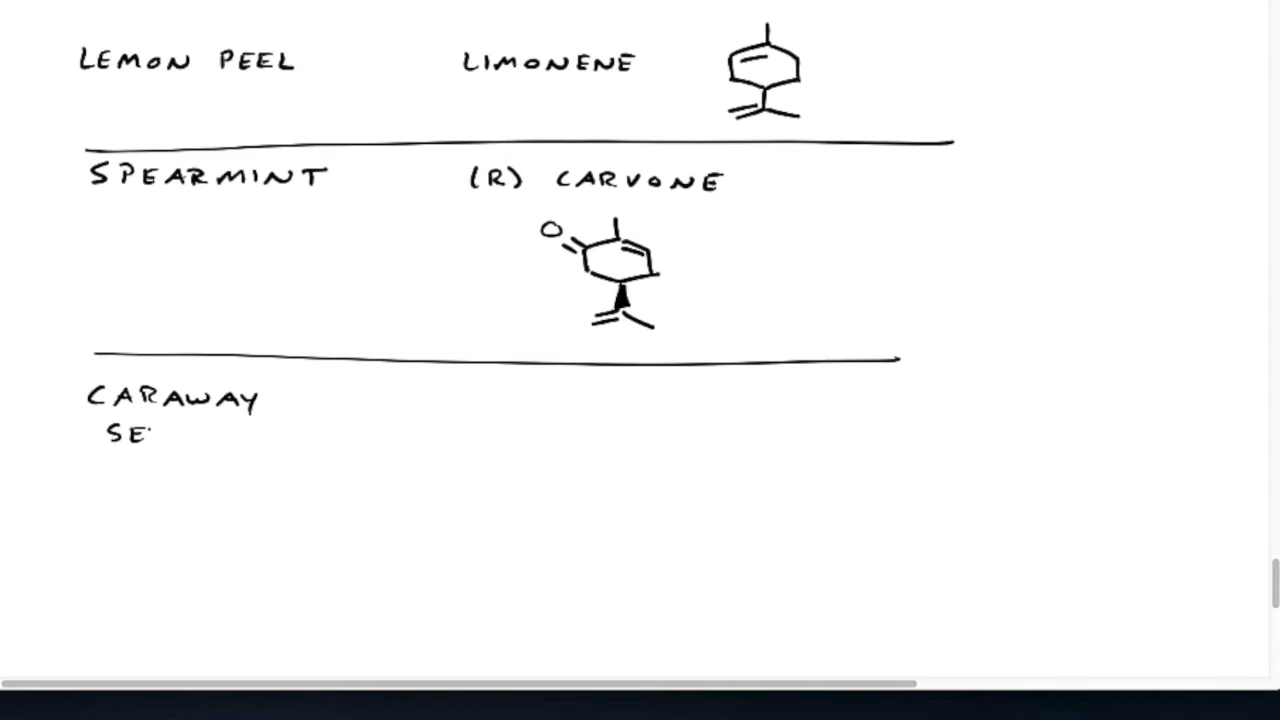 LEMON PEEL LIMONENE
SPEARMINT (R) CARVONE
O
CARAWAY
SE